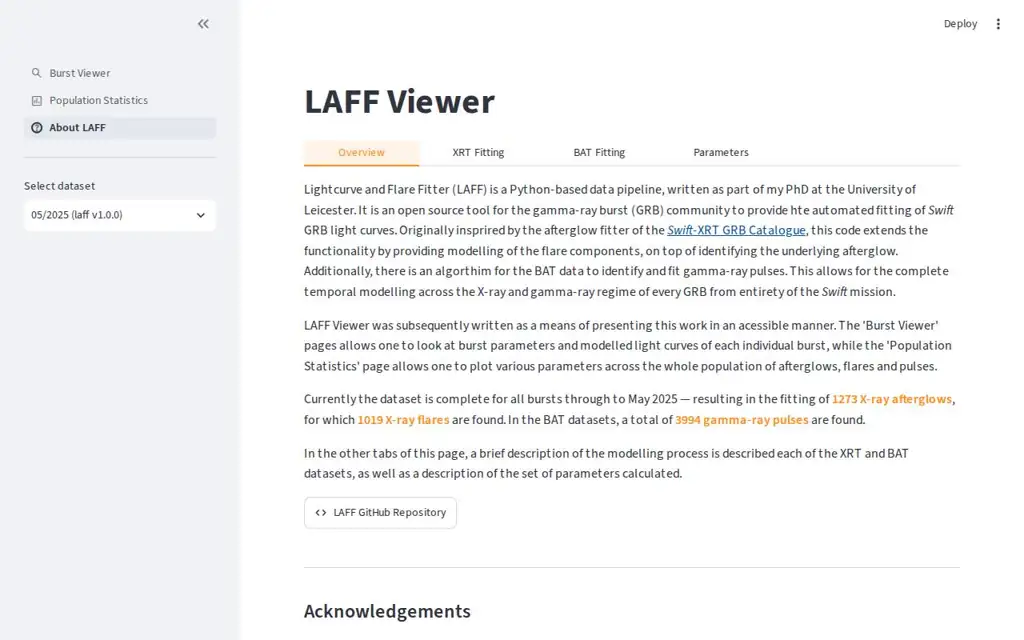 Deploy
Burst Viewer
Population Statistics
About LAFF
Select dataset
05/2025 (laff v1.0.0)
LAFF Viewer
Overview XRT Fitting BAT Fitting Parameters
Lightcurve and Flare Fitter (LAFF) is a Python-based data pipeline, written as part of my PhD at the University of
Leicester. It is an open source tool for the gamma-ray burst (GRB) community to provide hte automated fitting of Swift
GRB light curves. Originally insprired by the afterglow fitter of the Swift-XRT GRB Catalogue, this code extends the
functionality by providing modelling of the flare components, on top of identifying the underlying afterglow.
Additionally, there is an algorthim for the BAT data to identify and fit gamma-ray pulses. This allows for the complete
temporal modelling across the X-ray and gamma-ray regime of every GRB from entirety of the Swift mission.
LAFF Viewer was subsequently written as a means of presenting this work in an acessible manner. The 'Burst Viewer'
pages allows one to look at burst parameters and modelled light curves of each individual burst, while the 'Population
Statistics' page allows one to plot various parameters across the whole population of afterglows, flares and pulses.
Currently the dataset is complete for all bursts through to May 2025 — resulting in the fitting of 1273 X-ray afterglows,
for which 1019 X-ray flares are found. In the BAT datasets, a total of 3994 gamma-ray pulses are found.
In the other tabs of this page, a brief description of the modelling process is described each of the XRT and BAT
datasets, as well as a description of the set of parameters calculated.
LAFF GitHub Repository
Acknowledgements